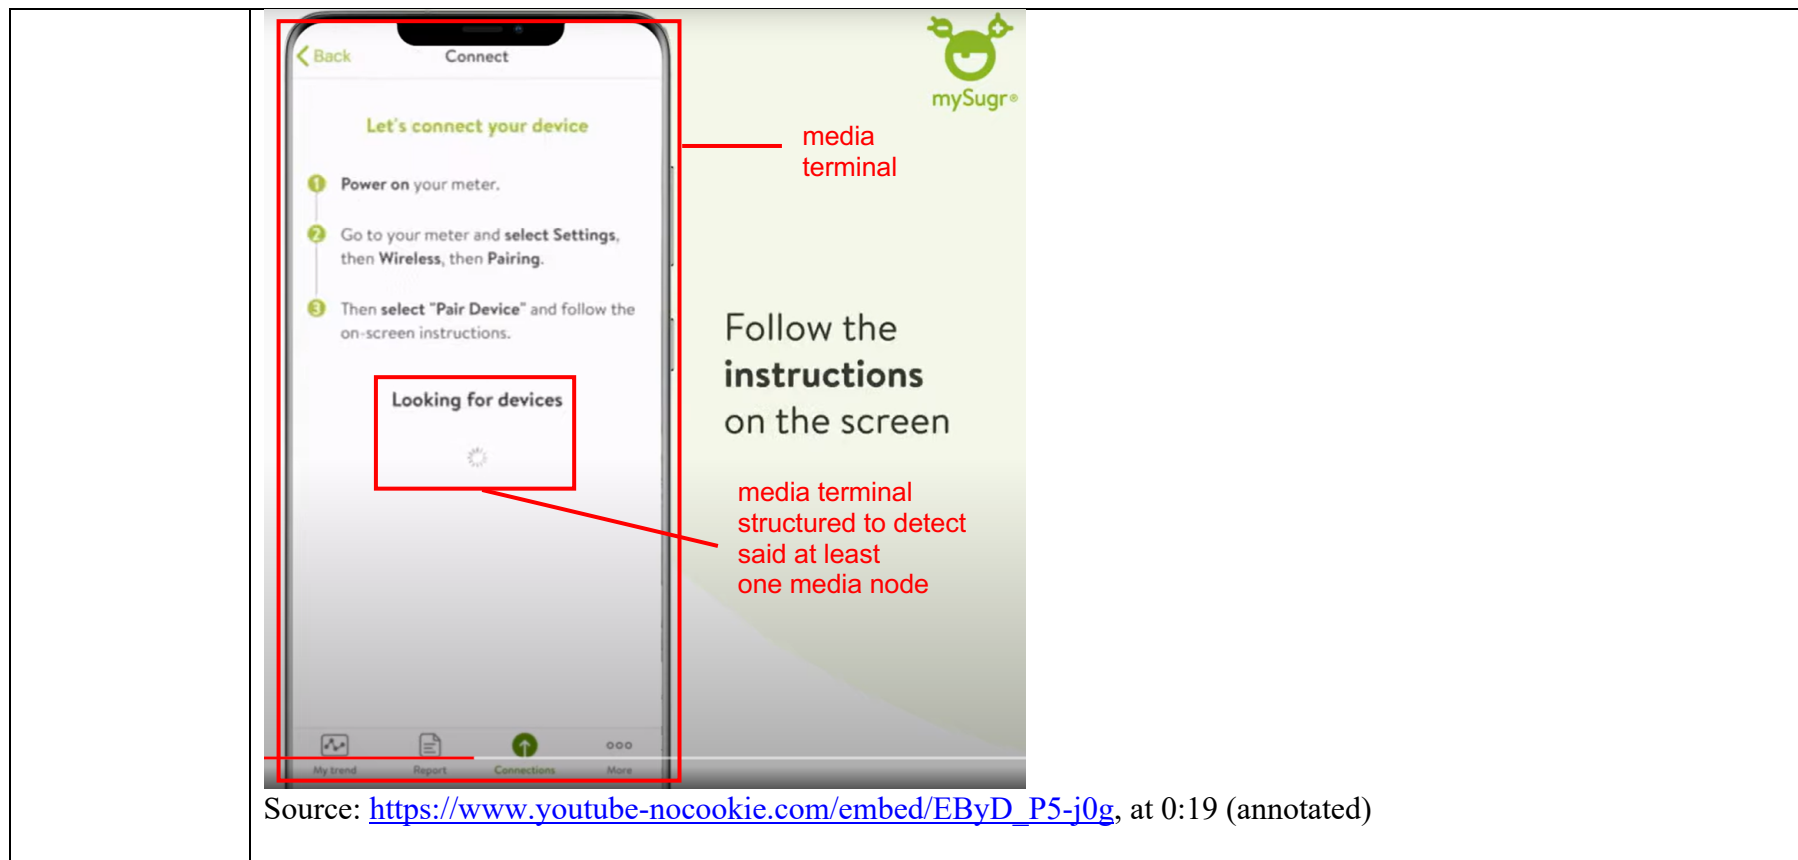 Back
Connect
mySugr®
Let's connect your device
media
terminal
1 Power on your meter.
2 Go to your meter and select Settings,
then Wireless, then Pairing.
3 Then select "Pair Device" and follow the
on-screen instructions.
Follow the
instructions
on the screen
Looking for devices
media terminal
structured to detect
said at least
one media node
My trend
Report
Connections
More
Source: https://www.youtube-nocookie.com/embed/EByD_P5-j0g, at 0:19 (annotated)